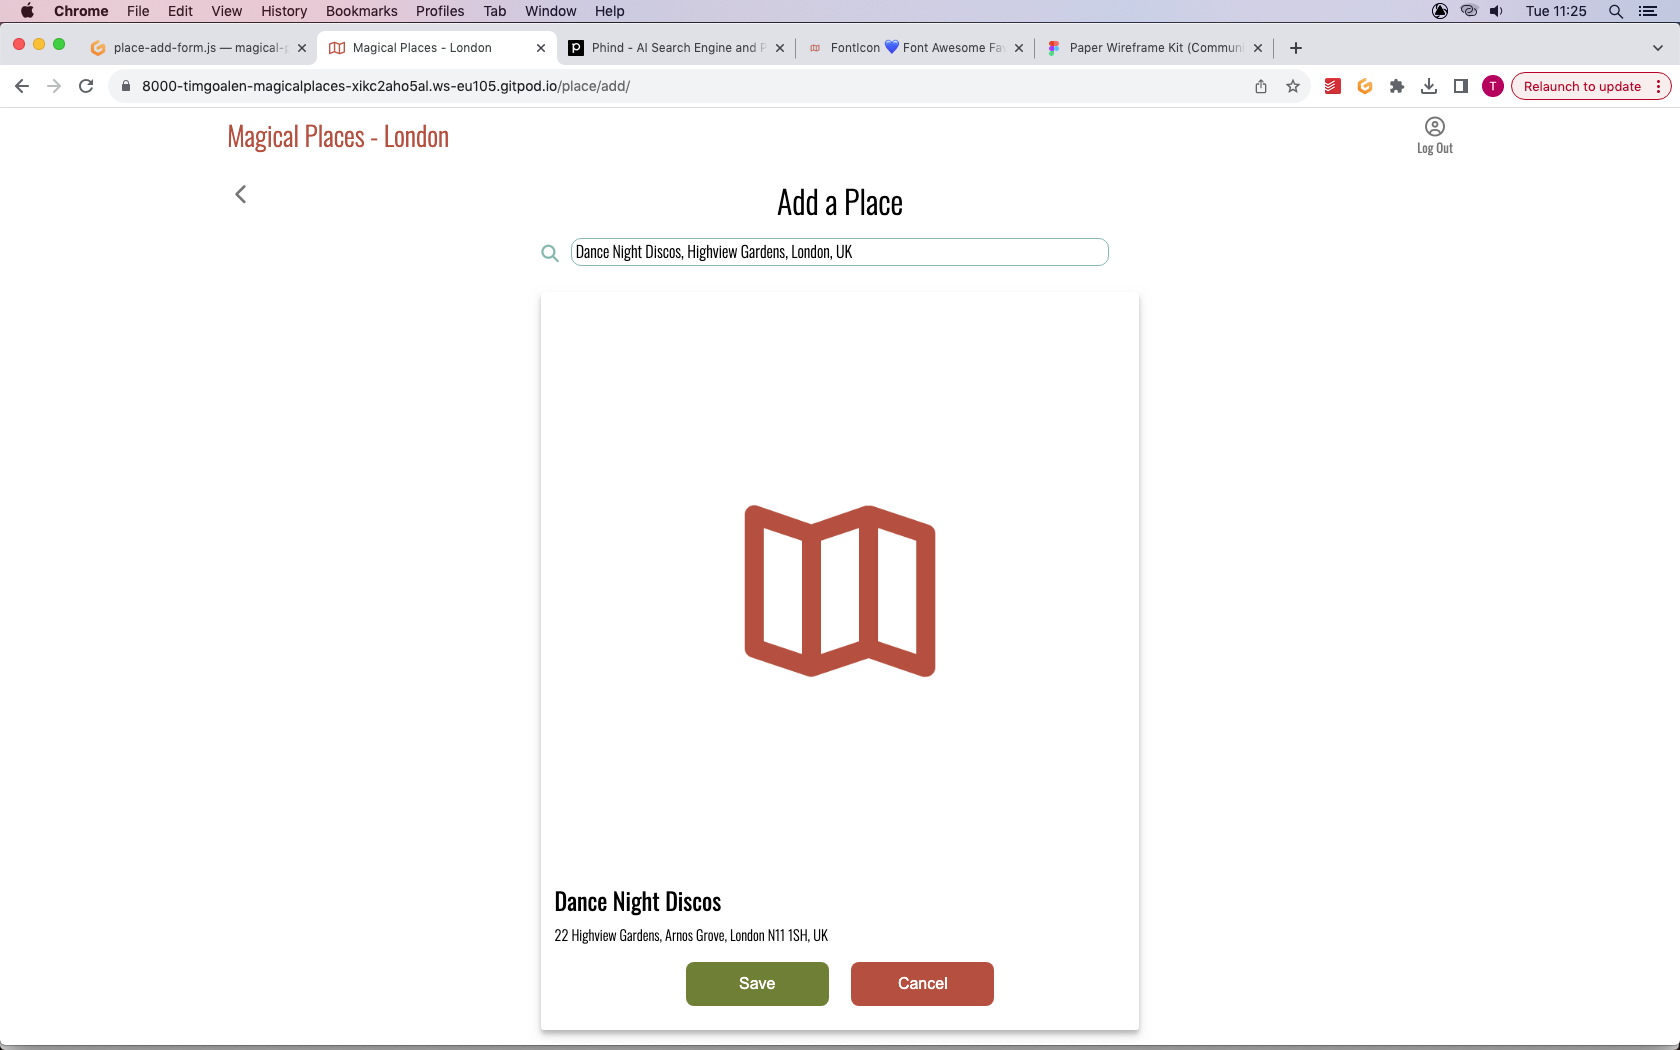 Chrome File Edit View History Bookmarks Profiles Tab Window Help Tue 11:25
place-add-form.js — magical-p Magical Places - London Phind - AI Search Engine and P FontIcon 💙 Font Awesome Fav Paper Wireframe Kit (Communi
8000-timgoalen-magicalplaces-xikc2aho5al.ws-eu105.gitpod.io/place/add/ T Relaunch to update
Magical Places - London
Log Out
Add a Place
Dance Night Discos, Highview Gardens, London, UK
Dance Night Discos
22 Highview Gardens, Arnos Grove, London N11 1SH, UK
Save Cancel